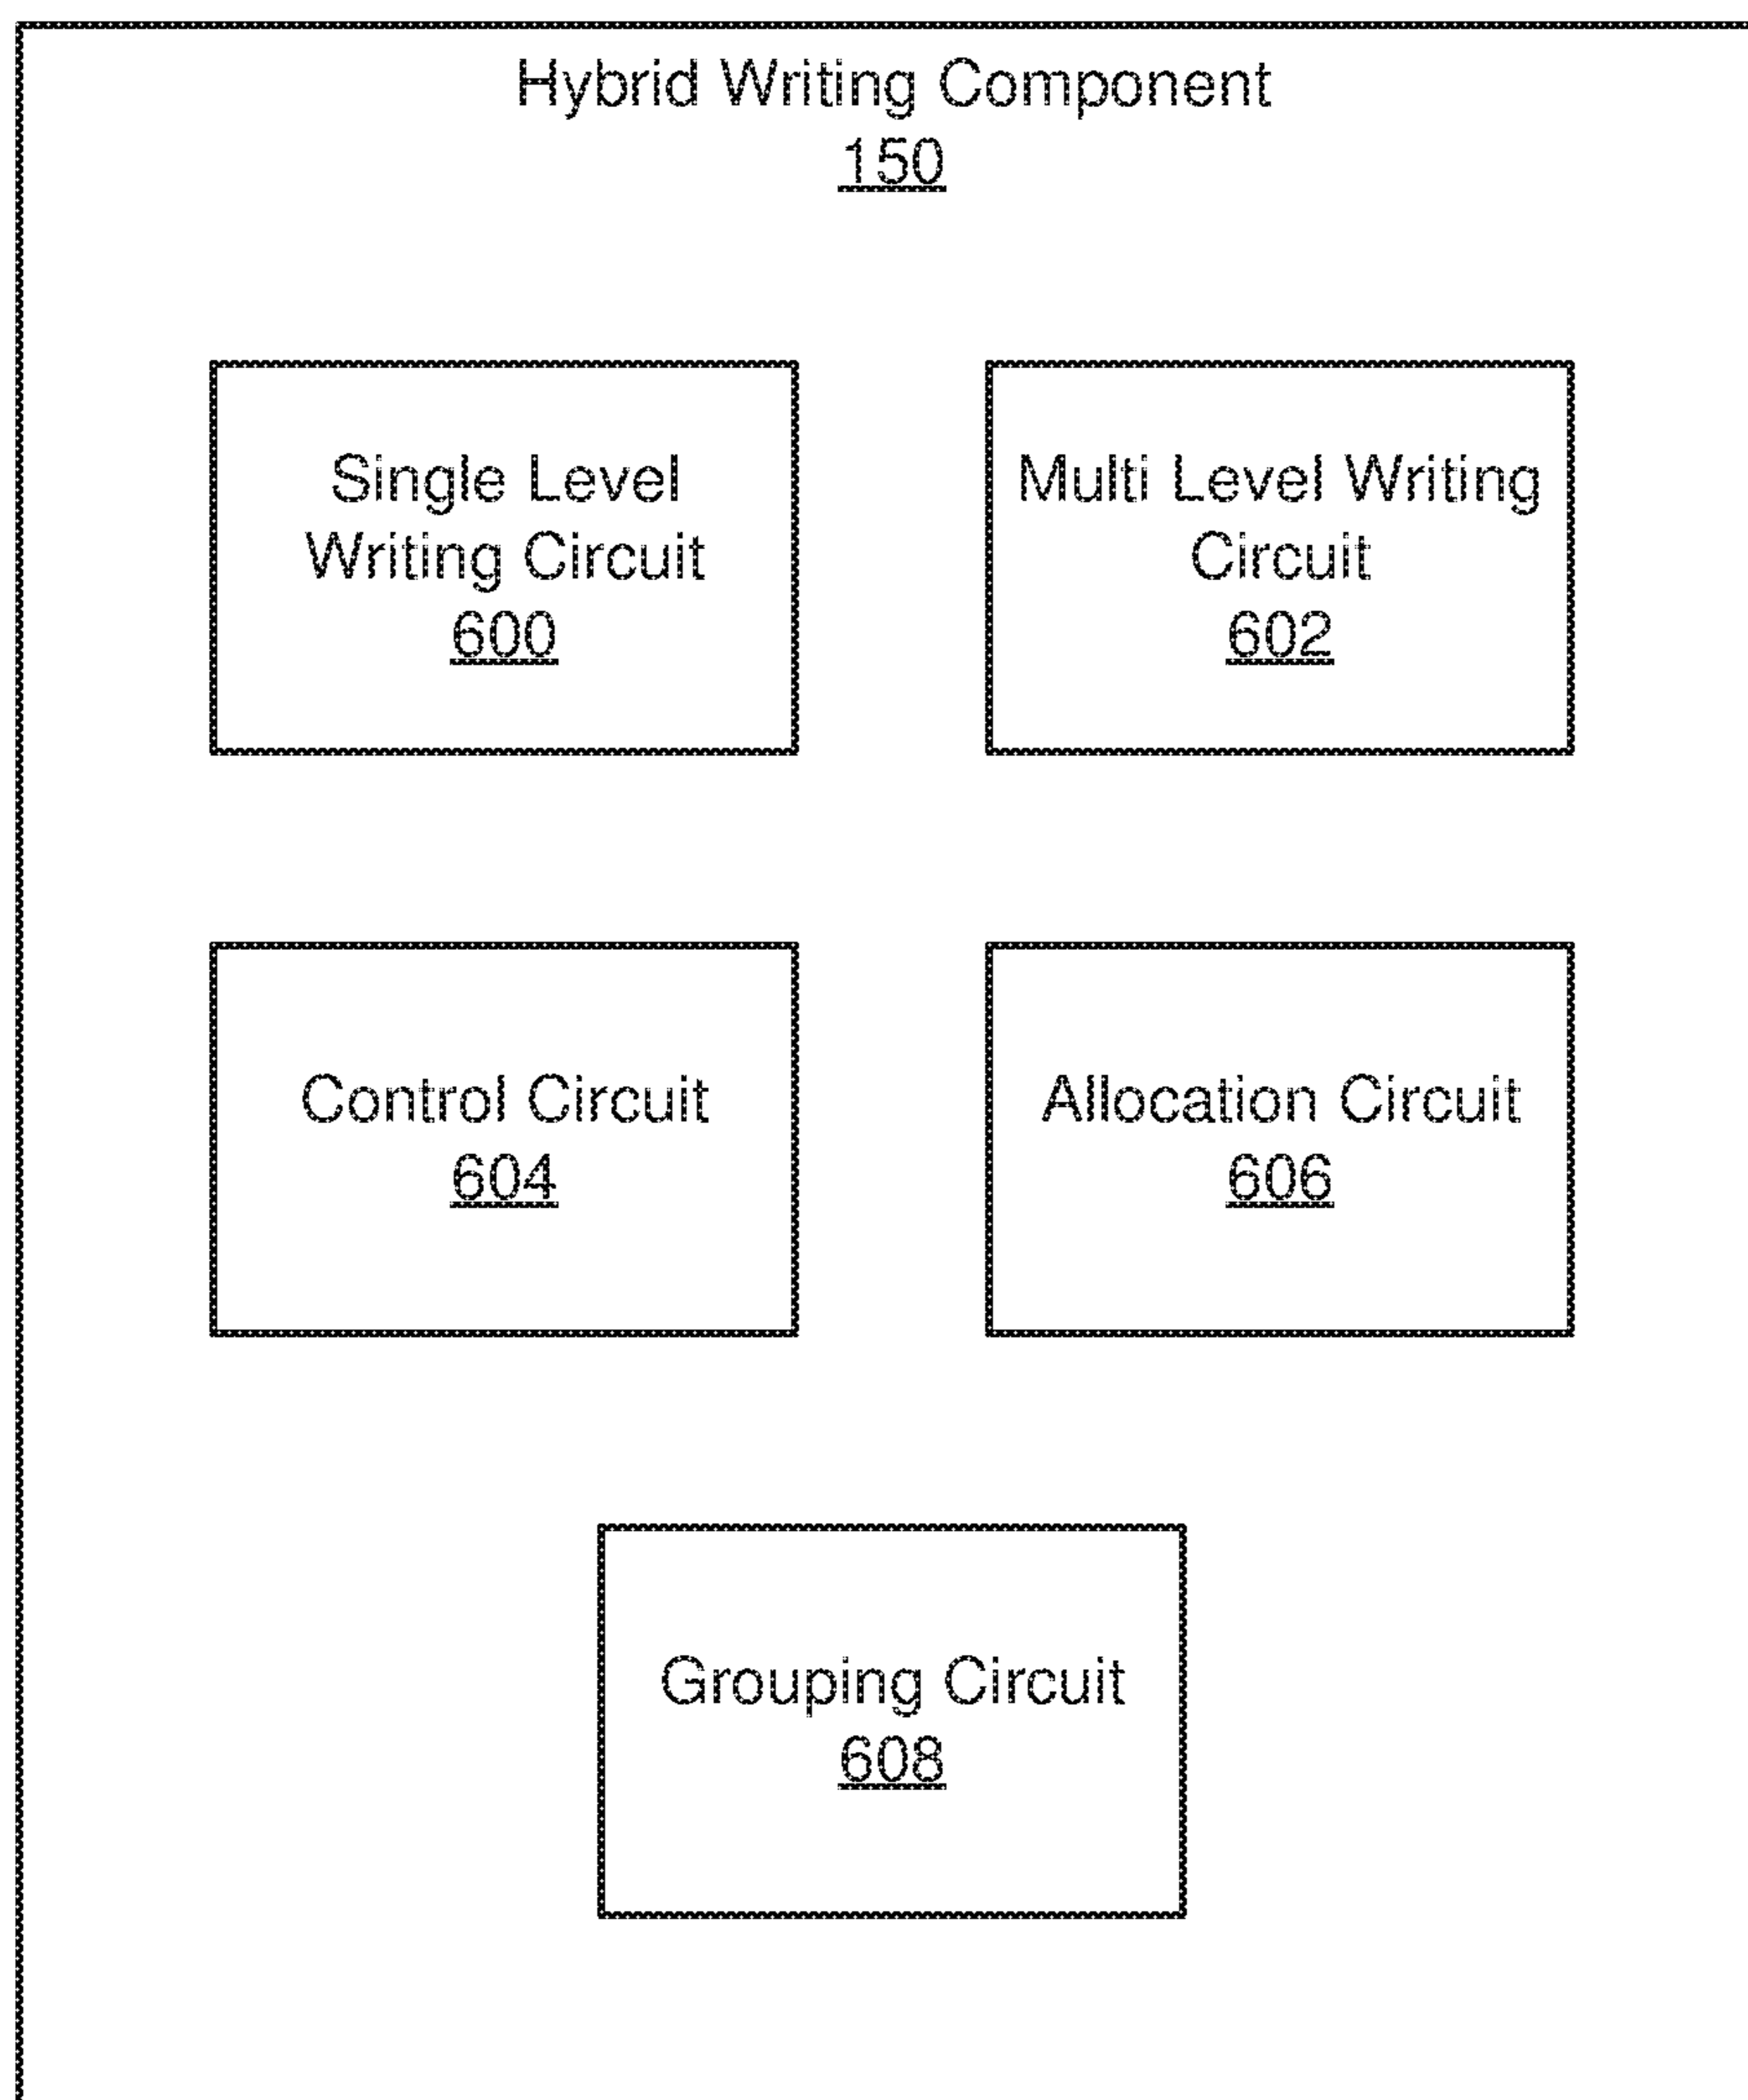 Hybrid Writing Component
150
Single Level
Writing Circuit
600
Multi Level Writing
Circuit
602
Control Circuit
604
Allocation Circuit
606
Grouping Circuit
608